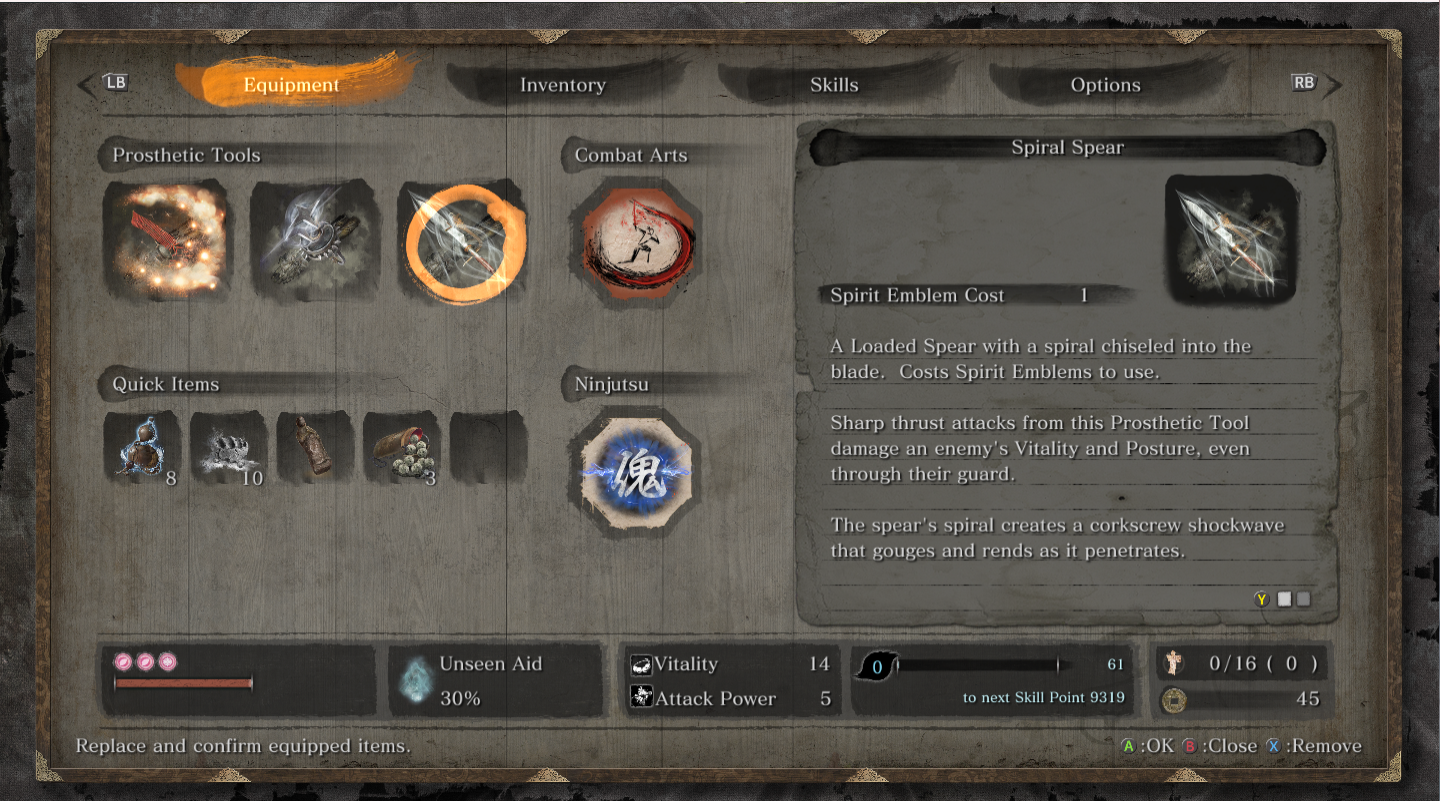 LB
Equipment
Inventory
Skills
Options
RB
Prosthetic Tools
Combat Arts
Spiral Spear
Spirit Emblem Cost 1
A Loaded Spear with a spiral chiseled into the
blade. Costs Spirit Emblems to use.
Sharp thrust attacks from this Prosthetic Tool
damage an enemy's Vitality and Posture, even
through their guard.
The spear's spiral creates a corkscrew shockwave
that gouges and rends as it penetrates.
Y
Quick Items
8
10
3
Ninjutsu
傀
Unseen Aid
30%
Vitality 14
Attack Power 5
0
61
to next Skill Point 9319
0/16 ( 0 )
45
Replace and confirm equipped items.
A :OK B :Close X :Remove